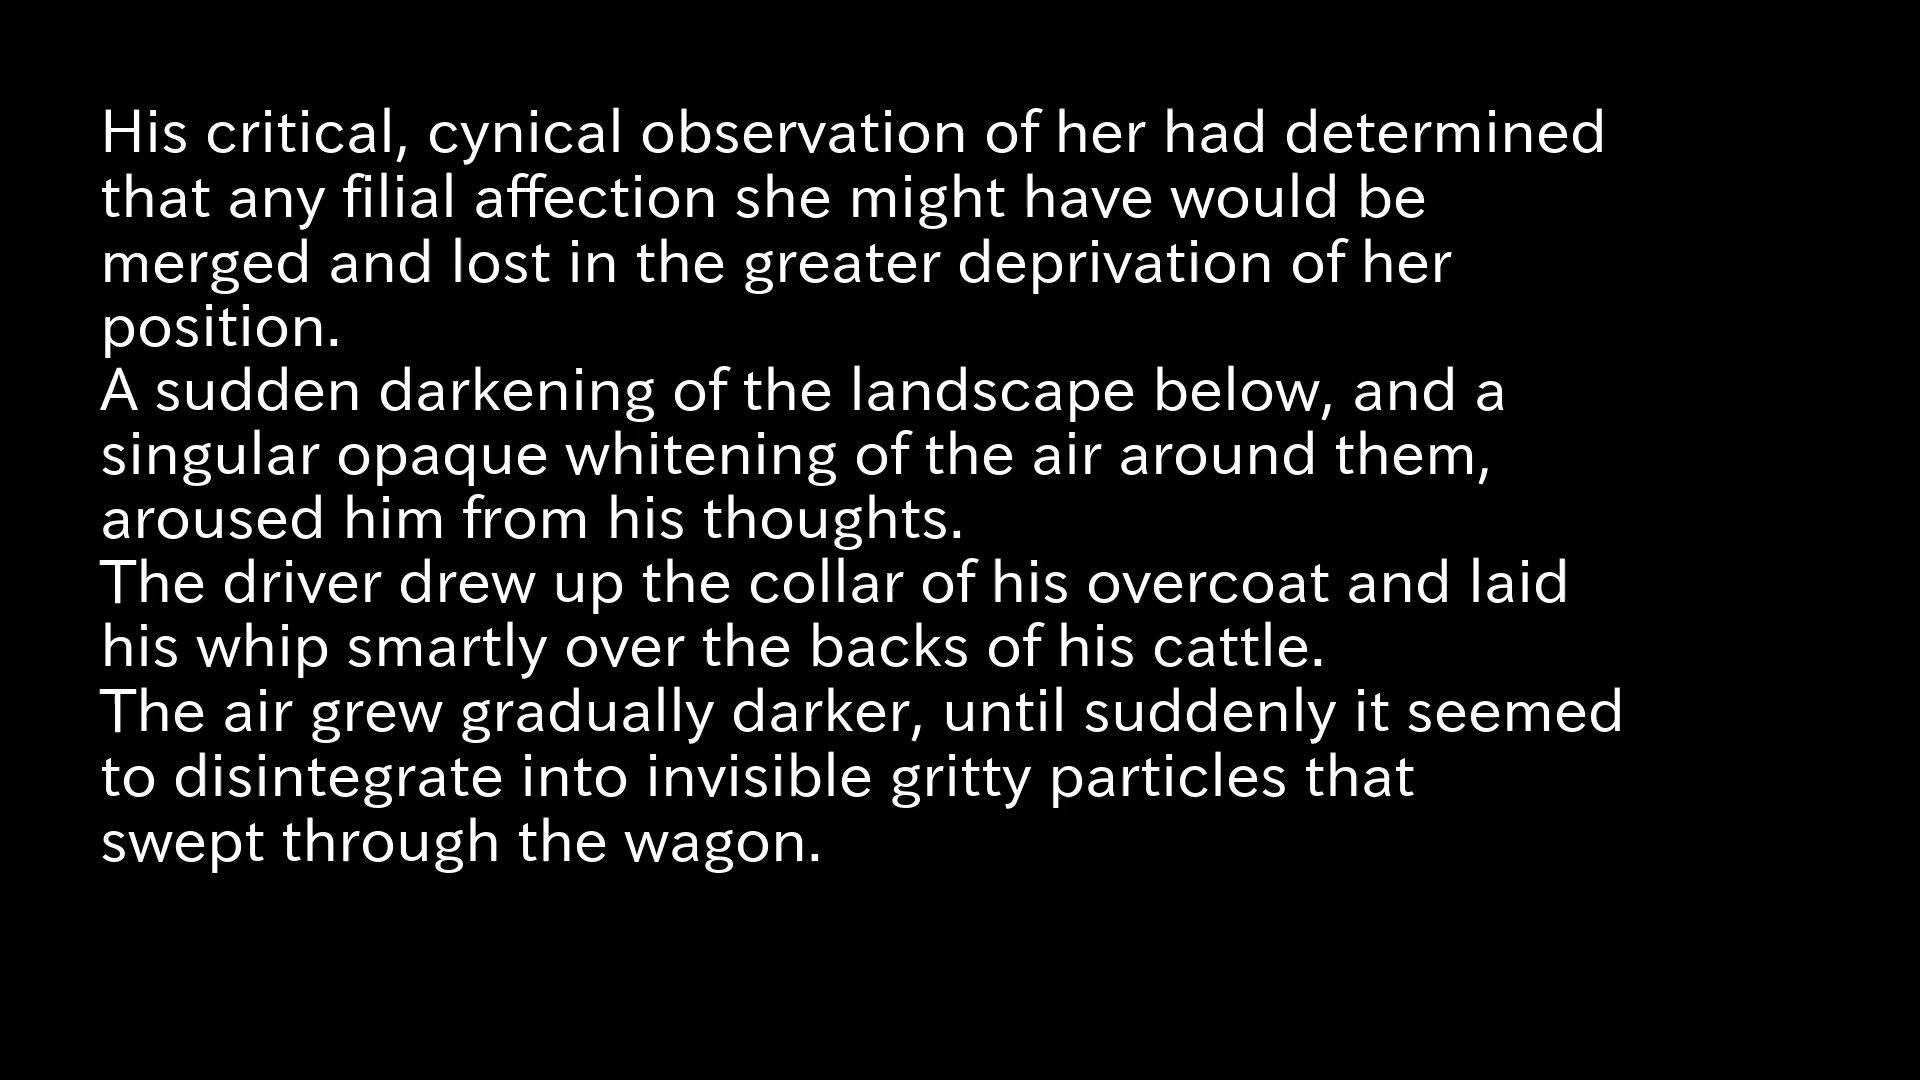 His critical, cynical observation of her had determined
that any filial affection she might have would be
merged and lost in the greater deprivation of her
position.
A sudden darkening of the landscape below, and a
singular opaque whitening of the air around them,
aroused him from his thoughts.
The driver drew up the collar of his overcoat and laid
his whip smartly over the backs of his cattle.
The air grew gradually darker, until suddenly it seemed
to disintegrate into invisible gritty particles that
swept through the wagon.